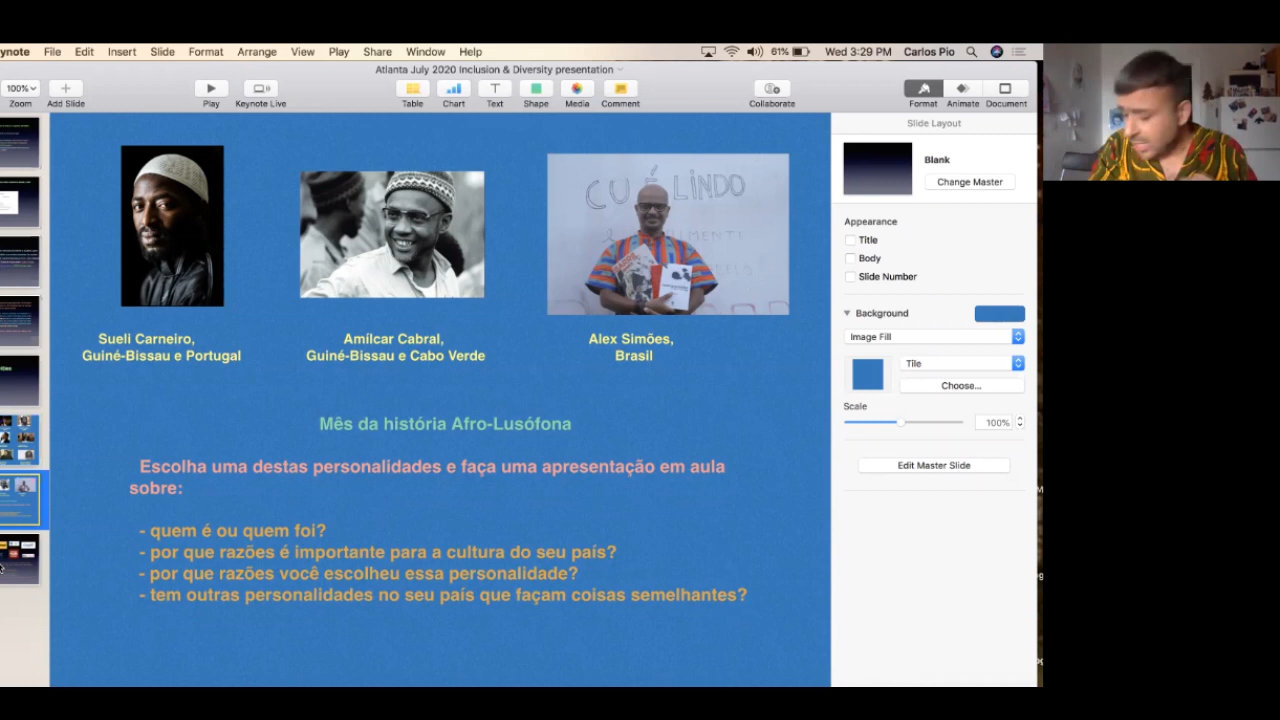 ynote File Edit Insert Slide Format Arrange View Play Share Window Help 61% Wed 3:29 PM Carlos Pio
Atlanta July 2020 Inclusion & Diversity presentation
100%
Zoom Add Slide Play Keynote Live Table Chart Text Shape Media Comment Collaborate Format Animate Document
Slide Layout
Blank
Change Master
Appearance
Title
Body
Slide Number
Background
Image Fill
Tile
Choose...
Scale
100%
Edit Master Slide
CU É LINDO
Sueli Carneiro,
Guiné-Bissau e Portugal
Amílcar Cabral,
Guiné-Bissau e Cabo Verde
Alex Simões,
Brasil
Mês da história Afro-Lusófona
Escolha uma destas personalidades e faça uma apresentação em aula
sobre:
- quem é ou quem foi?
- por que razões é importante para a cultura do seu país?
- por que razões você escolheu essa personalidade?
- tem outras personalidades no seu país que façam coisas semelhantes?